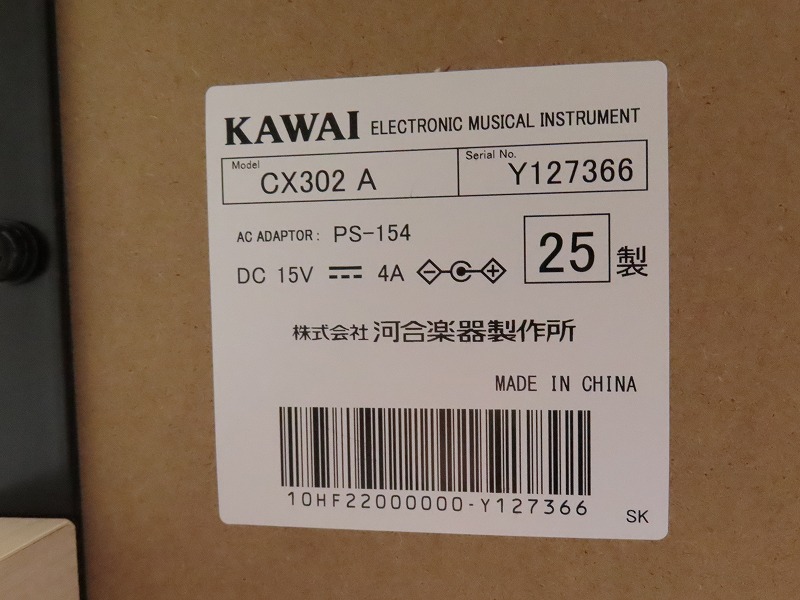 KAWAI ELECTRONIC MUSICAL INSTRUMENT
Model CX302 A Serial No. Y127366
AC ADAPTOR: PS-154
DC 15V 4A 25 製
株式会社 河合楽器製作所
MADE IN CHINA
10HF22000000-Y127366
SK